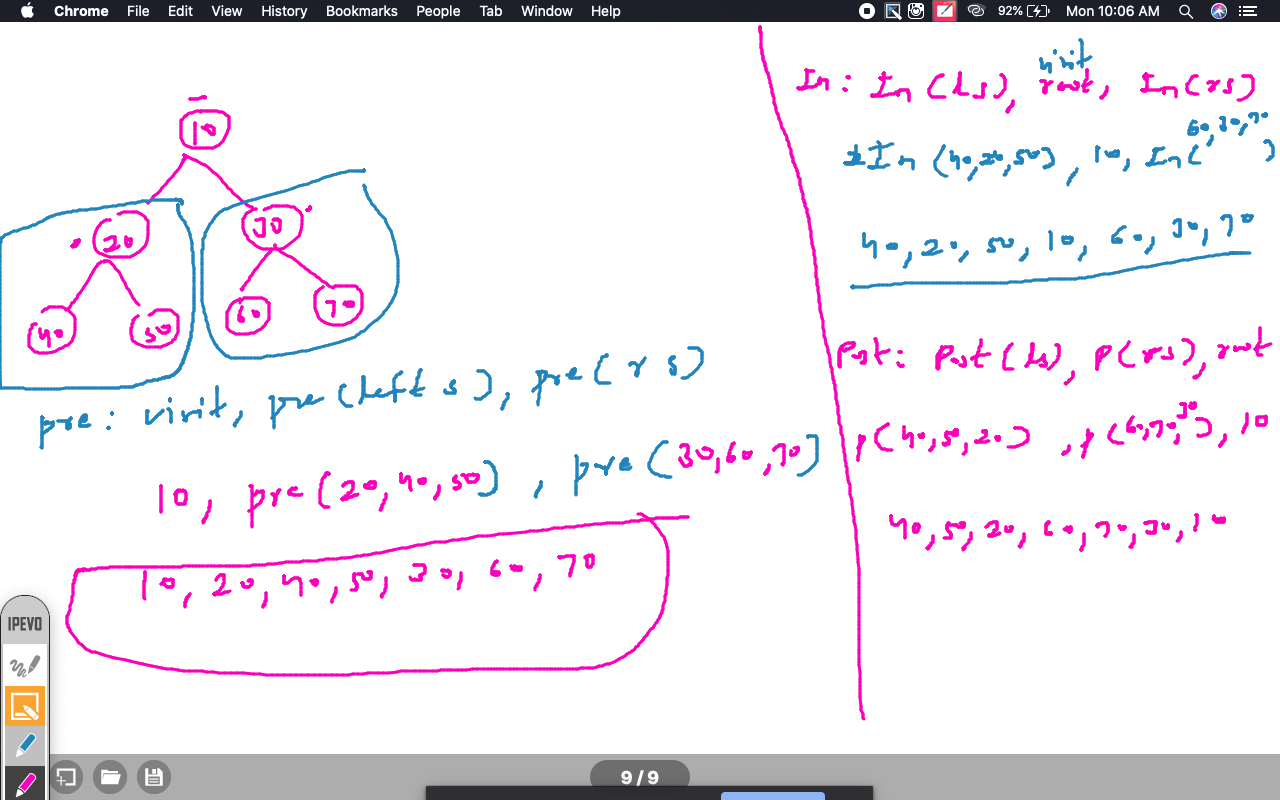 Chrome File Edit View History Bookmarks People Tab Window Help 92% Mon 10:06 AM
10
20 30
40 50 60 70
pre: visit, pre (left s), pre( r s)
10, pre(20, 40, 50) , pre (30, 60, 70)
10, 20, 40, 50, 30, 60, 70
visit
In: In (ls), root, In(rs)
60, 30, 70
In (40, 20, 50), 10, In( )
40, 20, 50, 10, 60, 30, 70
Post: Post (ls), P(rs), root
P(40, 50, 20) , P(60, 70, 30), 10
40, 50, 20, 60, 70, 30, 10
IPEVO
9 / 9